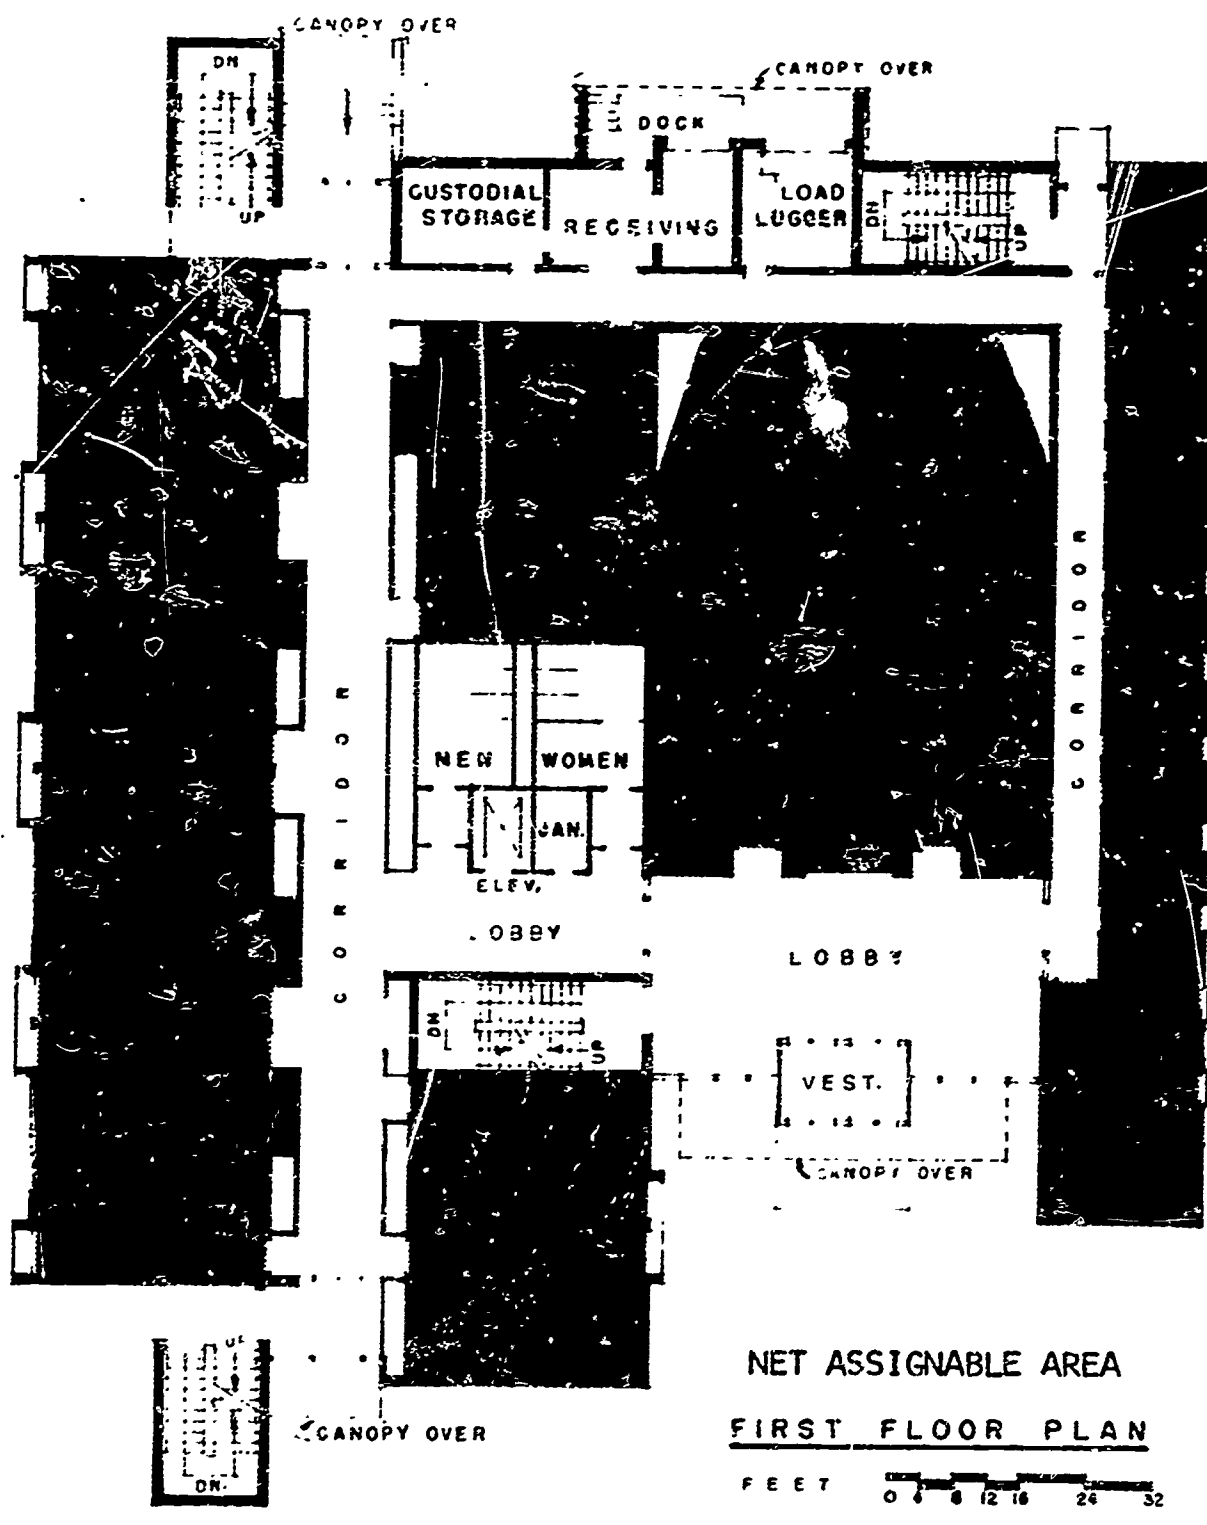 CANOPY OVER
DN
UP
CANOPY OVER
DOCK
CUSTODIAL
STORAGE
RECEIVING
LOAD
LUGGER
DN
UP
CORRIDOR
CORRIDOR
MEN
WOMEN
JAN.
ELEV.
LOBBY
LOBBY
DN
UP
VEST.
CANOPY OVER
UP
DN.
CANOPY OVER
NET ASSIGNABLE AREA
FIRST FLOOR PLAN
FEET
0 4 8 12 16 24 32